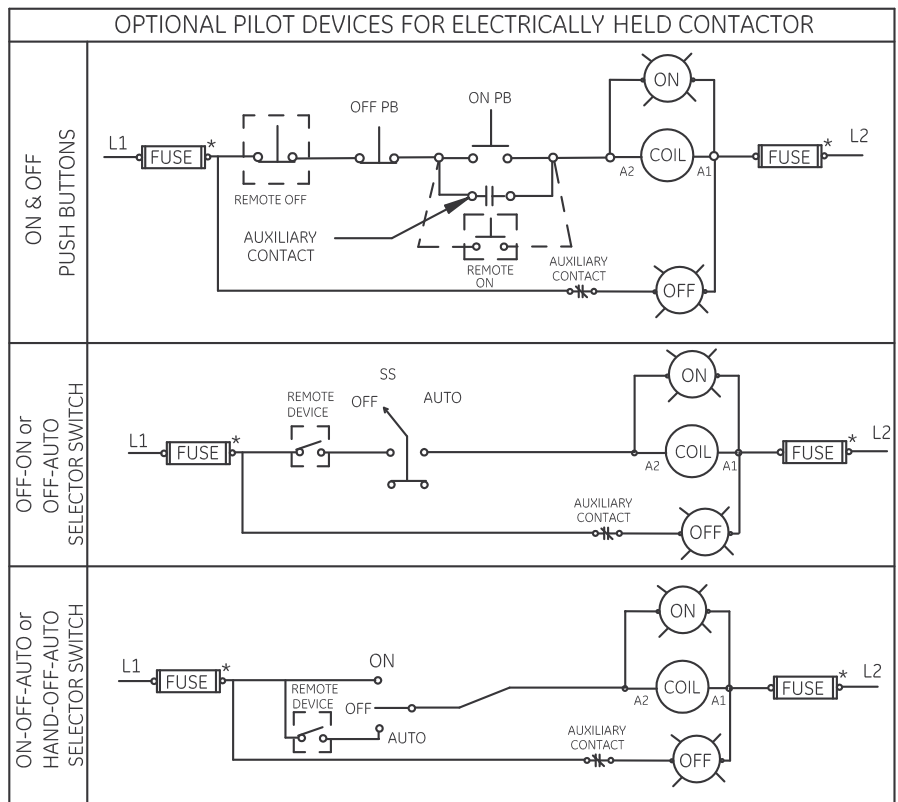 OPTIONAL PILOT DEVICES FOR ELECTRICALLY HELD CONTACTOR
ON & OFF
PUSH BUTTONS
L1
FUSE
*
REMOTE OFF
OFF PB
ON PB
ON
COIL
A2
A1
FUSE
*
L2
AUXILIARY
CONTACT
REMOTE
ON
AUXILIARY
CONTACT
OFF
OFF-ON or
OFF-AUTO
SELECTOR SWITCH
L1
FUSE
*
REMOTE
DEVICE
SS
OFF
AUTO
ON
COIL
A2
A1
FUSE
*
L2
AUXILIARY
CONTACT
OFF
ON-OFF-AUTO or
HAND-OFF-AUTO
SELECTOR SWITCH
L1
FUSE
*
REMOTE
DEVICE
ON
OFF
AUTO
ON
COIL
A2
A1
FUSE
*
L2
AUXILIARY
CONTACT
OFF